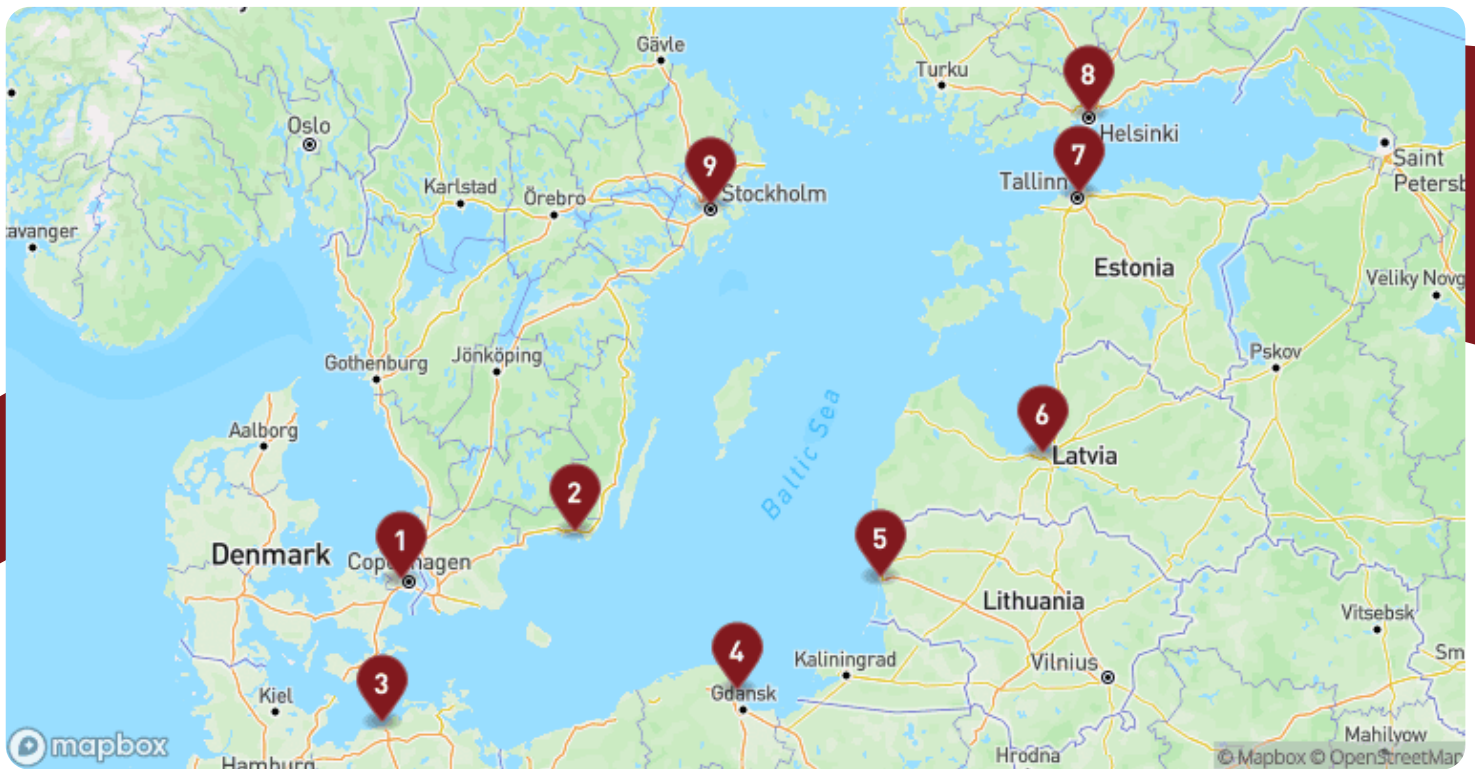 Gävle
Turku
8
Helsinki
Oslo
7
Saint
Petersb
9
Stockholm
Tallinn
Karlstad
Örebro
tavanger
Estonia
Veliky Novg
Gothenburg
Jönköping
Pskov
Baltic Sea
6
Latvia
Aalborg
2
5
1
Denmark
Copenhagen
Lithuania
Vitsebsk
4
Kaliningrad
Vilnius
Sm
3
Kiel
Gdansk
mapbox
Hamburg
Hrodna
Mahilyow
© Mapbox © OpenStreetMap